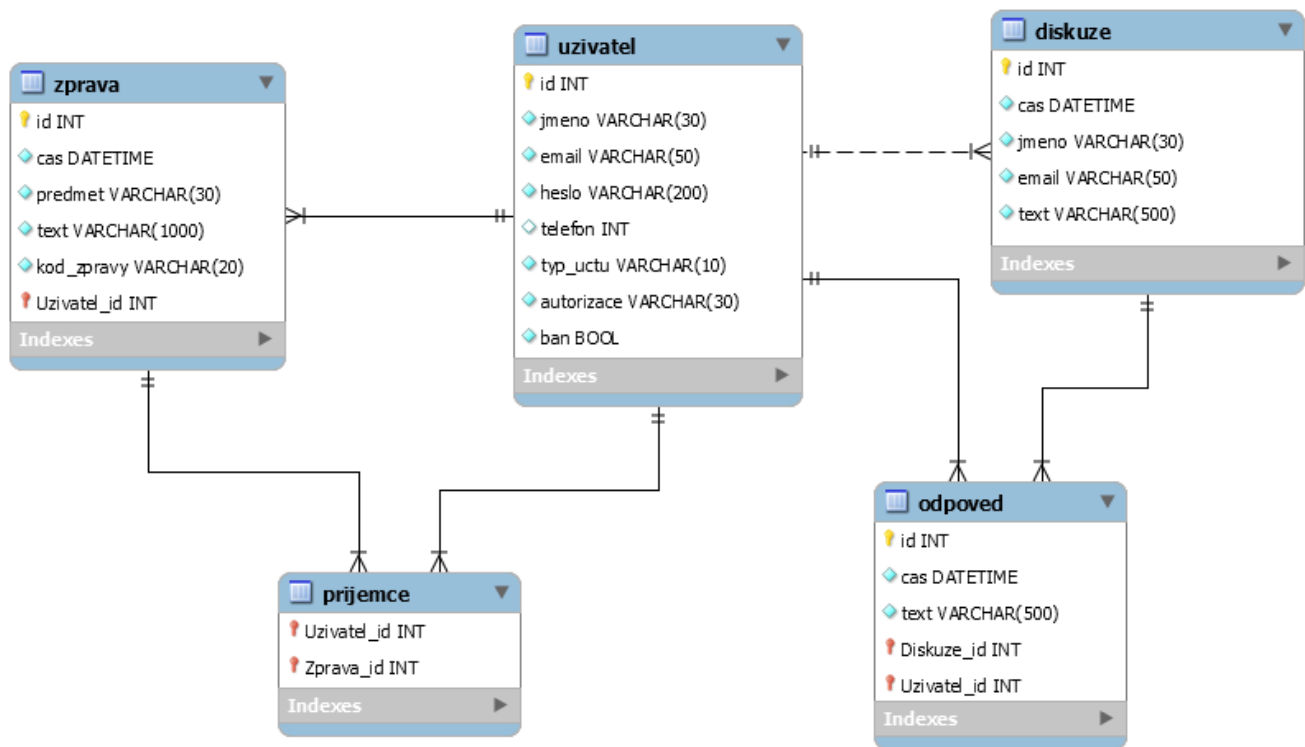 zprava
id INT
cas DATETIME
predmet VARCHAR(30)
text VARCHAR(1000)
kod_zpravy VARCHAR(20)
Uzivatel_id INT
Indexes
uzivatel
id INT
jmeno VARCHAR(30)
email VARCHAR(50)
heslo VARCHAR(200)
telefon INT
typ_uctu VARCHAR(10)
autorizace VARCHAR(30)
ban BOOL
Indexes
diskuze
id INT
cas DATETIME
jmeno VARCHAR(30)
email VARCHAR(50)
text VARCHAR(500)
Indexes
prijemce
Uzivatel_id INT
Zprava_id INT
Indexes
odpoved
id INT
cas DATETIME
text VARCHAR(500)
Diskuze_id INT
Uzivatel_id INT
Indexes